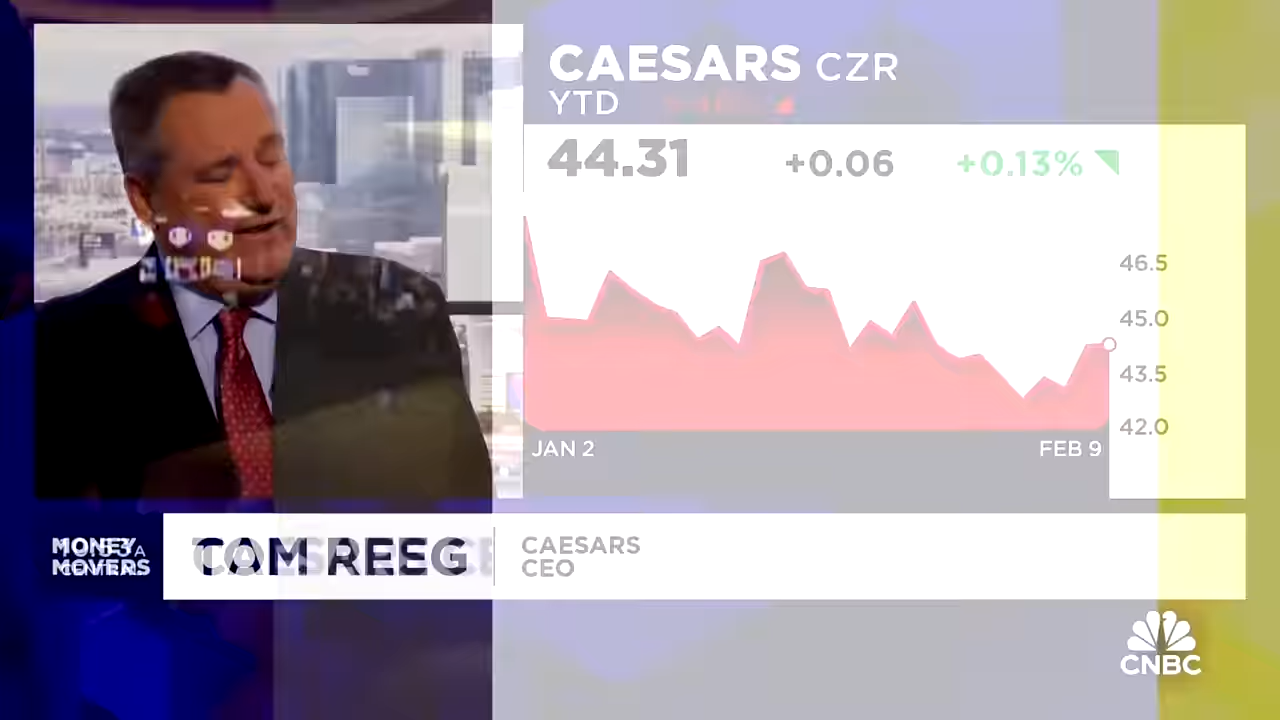 CAESARS CZR
YTD
44.31 +0.06 +0.13%
46.5
45.0
43.5
42.0
JAN 2 FEB 9
MONEY
MOVERS
TOM REEG
CAESARS
CEO
CNBC